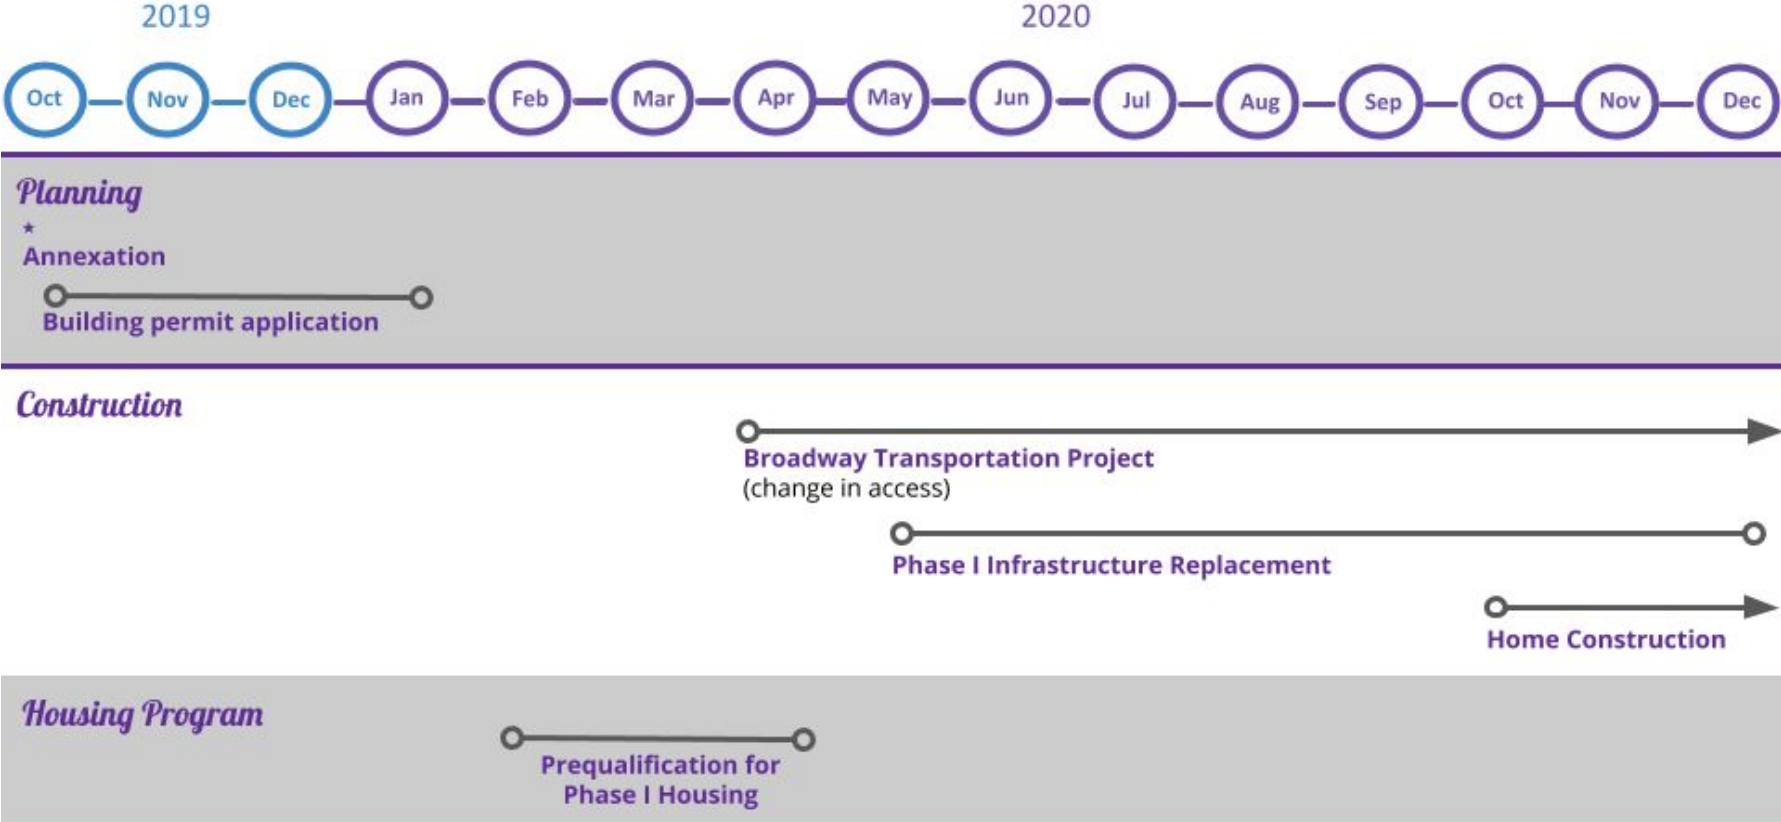 2019 2020
Oct Nov Dec Jan Feb Mar Apr May Jun Jul Aug Sep Oct Nov Dec
Planning
Annexation
Building permit application
Construction
Broadway Transportation Project
(change in access)
Phase I Infrastructure Replacement
Home Construction
Housing Program
Prequalification for
Phase I Housing